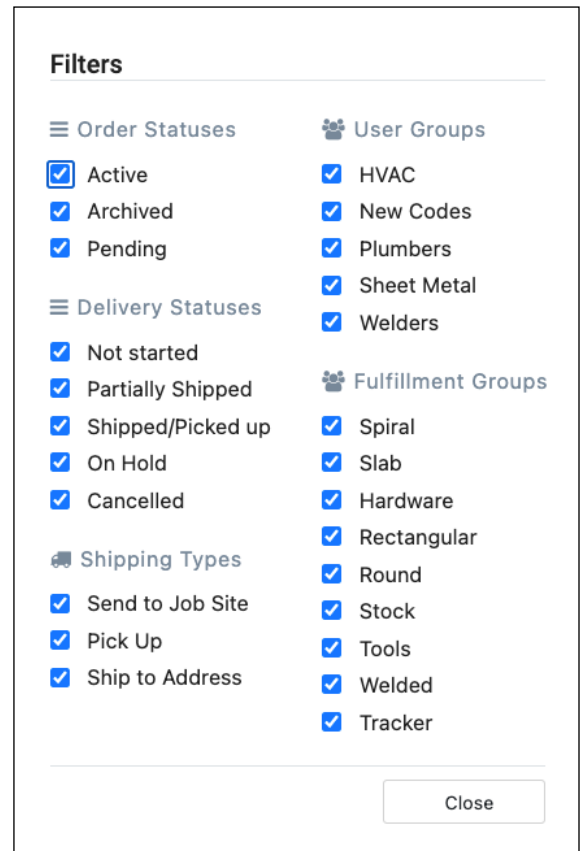 Filters
Order Statuses
Active
Archived
Pending
Delivery Statuses
Not started
Partially Shipped
Shipped/Picked up
On Hold
Cancelled
Shipping Types
Send to Job Site
Pick Up
Ship to Address
User Groups
HVAC
New Codes
Plumbers
Sheet Metal
Welders
Fulfillment Groups
Spiral
Slab
Hardware
Rectangular
Round
Stock
Tools
Welded
Tracker
Close